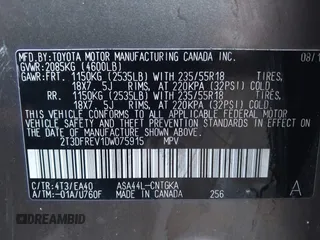 MFD.BY:TOYOTA MOTOR MANUFACTURING CANADA INC. 08/1
GVWR:2085KG (4600LB)
GAWR:FRT. 1150KG (2535LB) WITH 235/55R18 TIRES,
18X7. 5J RIMS, AT 220KPA (32PSI) COLD
RR. 1150KG (2535LB) WITH 235/55R18 TIRES,
18X7. 5J RIMS, AT 220KPA (32PSI) COLD
THIS VEHICLE CONFORMS TO ALL APPLICABLE FEDERAL MOTOR
VEHICLE SAFETY AND THEFT PREVENTION STANDARDS IN
EFFECT ON THE DATE OF MANUFACTURE SHOWN ABOVE.
2T3DFREV1DW075915 MPV
C/TR:4T3/EA40 ASA44L-CNTGKA A
A/TM:-01A/U760F MADE IN CANADA 256
CARDEBAID.COM